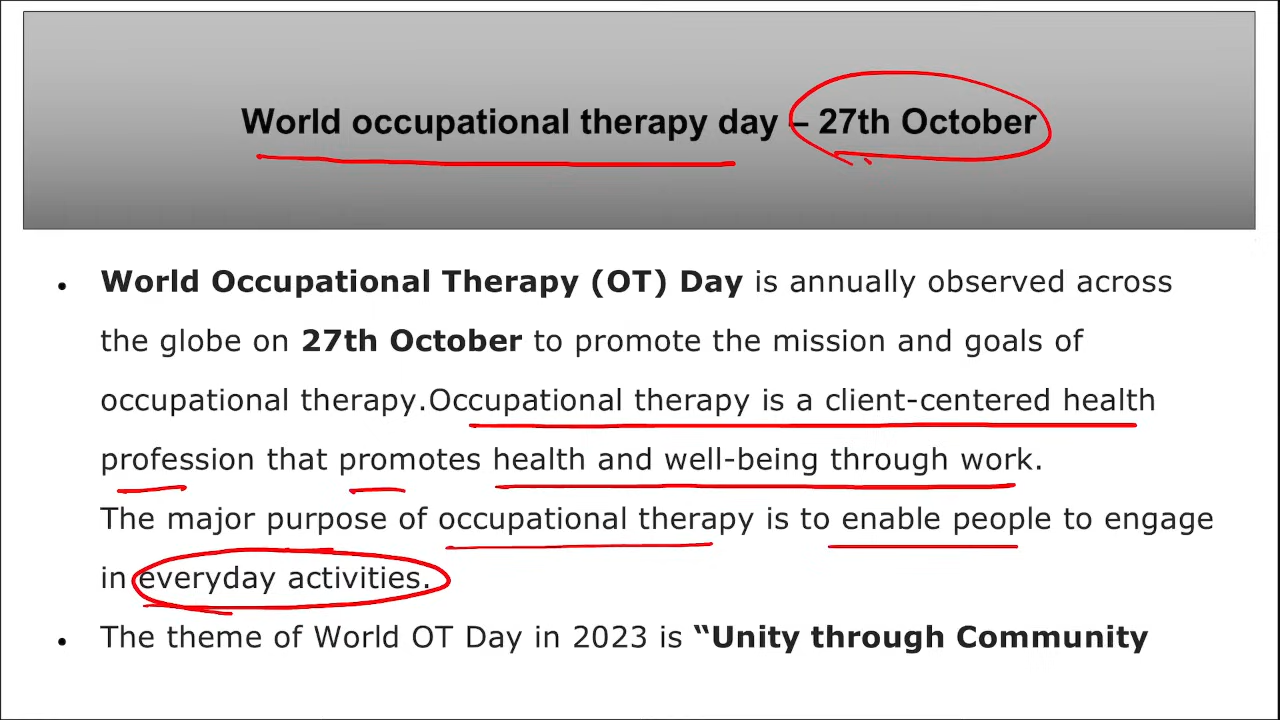 World occupational therapy day – 27th October
• World Occupational Therapy (OT) Day is annually observed across
the globe on 27th October to promote the mission and goals of
occupational therapy.Occupational therapy is a client-centered health
profession that promotes health and well-being through work.
The major purpose of occupational therapy is to enable people to engage
in everyday activities.
• The theme of World OT Day in 2023 is “Unity through Community